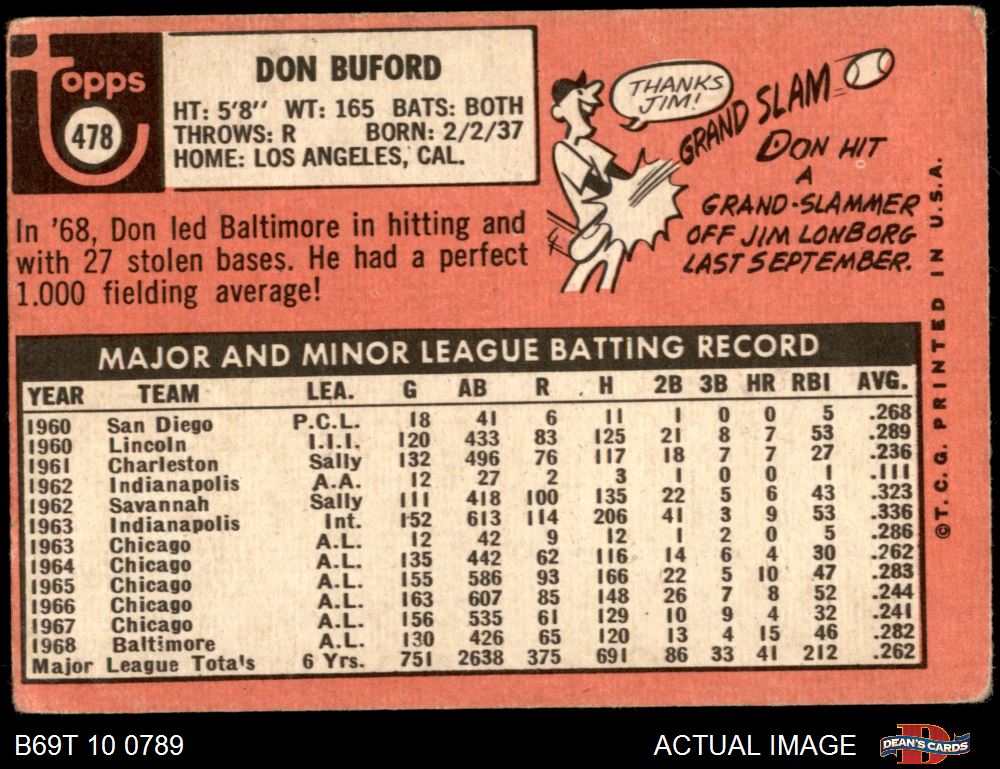 topps
478
DON BUFORD
HT: 5'8" WT: 165 BATS: BOTH
THROWS: R BORN: 2/2/37
HOME: LOS ANGELES, CAL.
In '68, Don led Baltimore in hitting and
with 27 stolen bases. He had a perfect
1.000 fielding average!
THANKS
JIM!
GRAND SLAM
DON HIT
A
GRAND-SLAMMER
OFF JIM LONBORG
LAST SEPTEMBER.
MAJOR AND MINOR LEAGUE BATTING RECORD
YEAR TEAM LEA. G AB R H 2B 3B HR RBI AVG.
1960 San Diego P.C.L. 18 41 6 11 1 0 0 5 .268
1960 Lincoln I.I.I. 120 433 83 125 21 8 7 53 .289
1961 Charleston Sally 132 496 76 117 18 7 7 27 .236
1962 Indianapolis A.A. 12 27 2 3 1 0 0 1 .111
1962 Savannah Sally 111 418 100 135 22 5 6 43 .323
1963 Indianapolis Int. 152 613 114 206 41 3 9 53 .336
1963 Chicago A.L. 12 42 9 12 1 2 0 5 .286
1964 Chicago A.L. 135 442 62 116 14 6 4 30 .262
1965 Chicago A.L. 155 586 93 166 22 5 10 47 .283
1966 Chicago A.L. 163 607 85 148 26 7 8 52 .244
1967 Chicago A.L. 156 535 61 129 10 9 4 32 .241
1968 Baltimore A.L. 130 426 65 120 13 4 15 46 .282
Major League Tota's 6 Yrs. 751 2638 375 691 86 33 41 212 .262
©T. C. G. PRINTED IN U.S.A.
B69T 10 0789
ACTUAL IMAGE
DEAN'S CARDS